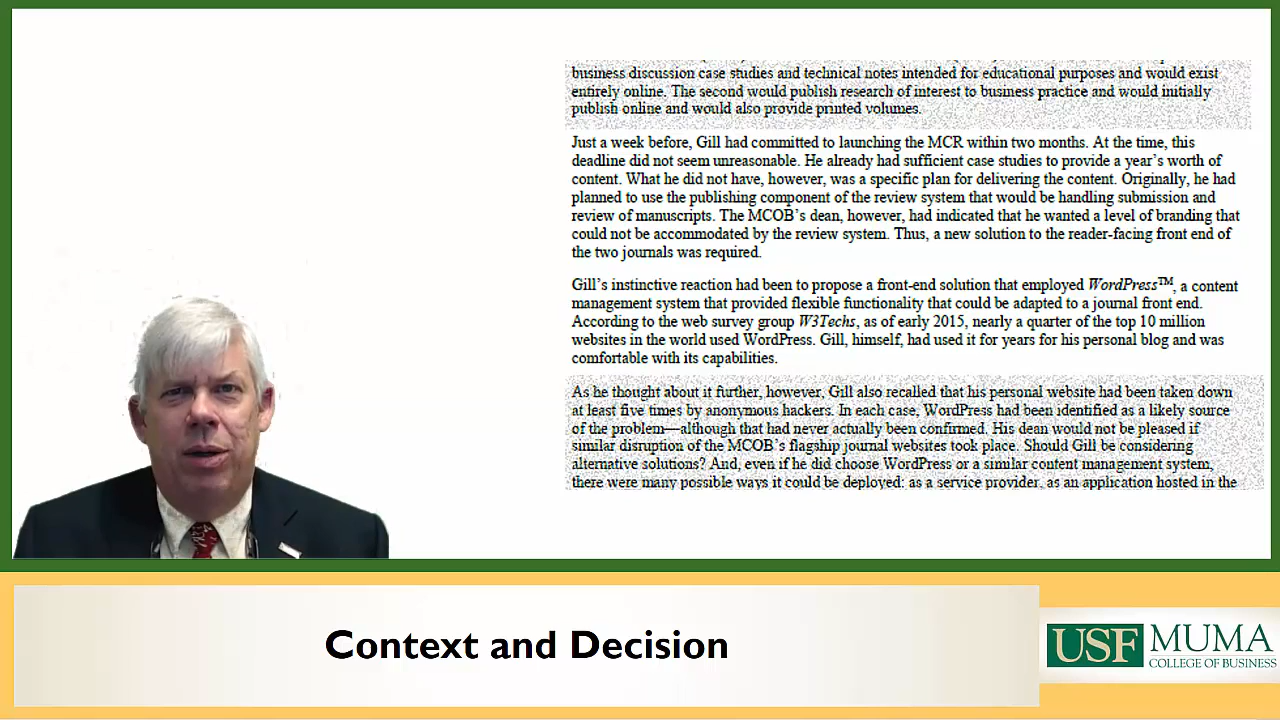 business discussion case studies and technical notes intended for educational purposes and would exist
entirely online. The second would publish research of interest to business practice and would initially
publish online and would also provide printed volumes.
Just a week before, Gill had committed to launching the MCR within two months. At the time, this
deadline did not seem unreasonable. He already had sufficient case studies to provide a year's worth of
content. What he did not have, however, was a specific plan for delivering the content. Originally, he had
planned to use the publishing component of the review system that would be handling submission and
review of manuscripts. The MCOB's dean, however, had indicated that he wanted a level of branding that
could not be accommodated by the review system. Thus, a new solution to the reader-facing front end of
the two journals was required.
Gill's instinctive reaction had been to propose a front-end solution that employed WordPress™, a content
management system that provided flexible functionality that could be adapted to a journal front end.
According to the web survey group W3Techs, as of early 2015, nearly a quarter of the top 10 million
websites in the world used WordPress. Gill, himself, had used it for years for his personal blog and was
comfortable with its capabilities.
As he thought about it further, however, Gill also recalled that his personal website had been taken down
at least five times by anonymous hackers. In each case, WordPress had been identified as a likely source
of the problem—although that had never actually been confirmed. His dean would not be pleased if
similar disruption of the MCOB's flagship journal websites took place. Should Gill be considering
alternative solutions? And, even if he did choose WordPress or a similar content management system,
there were many possible ways it could be deployed: as a service provider, as an application hosted in the
Context and Decision
USF MUMA
COLLEGE OF BUSINESS